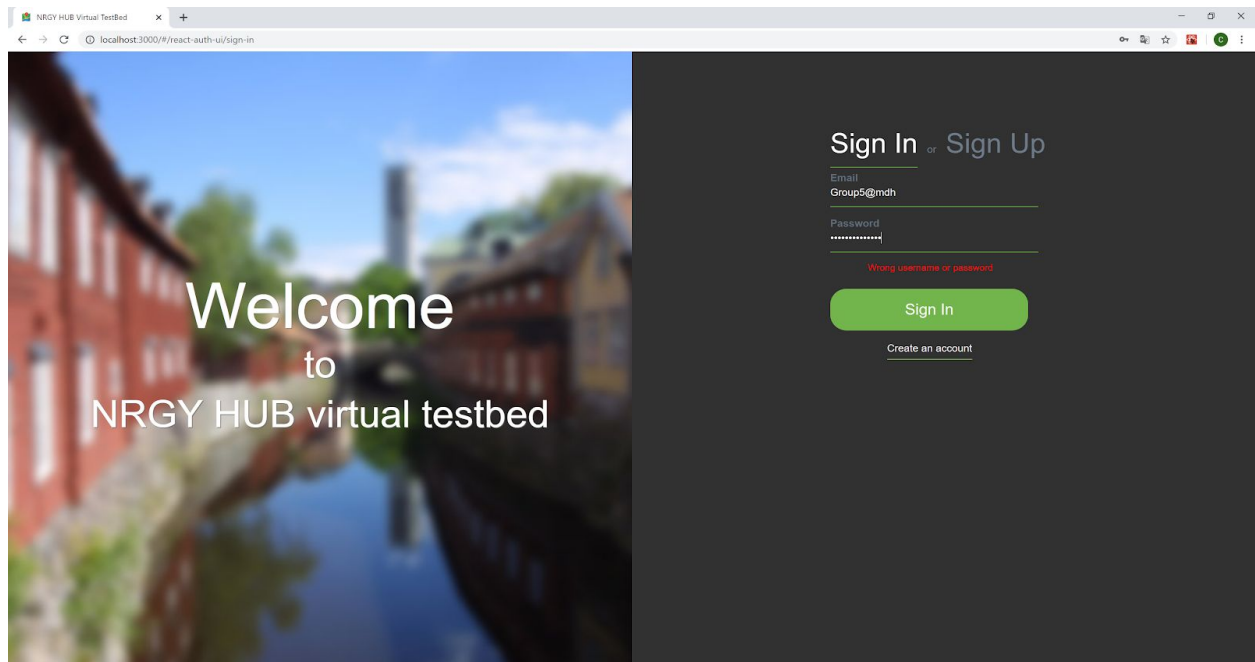 NRGY HUB Virtual TestBed
localhost:3000/#/react-auth-ui/sign-in
C
Welcome
to
NRGY HUB virtual testbed
Sign In or Sign Up
Email
Group5@mdh
Password
••••••••••••••
Wrong username or password
Sign In
Create an account